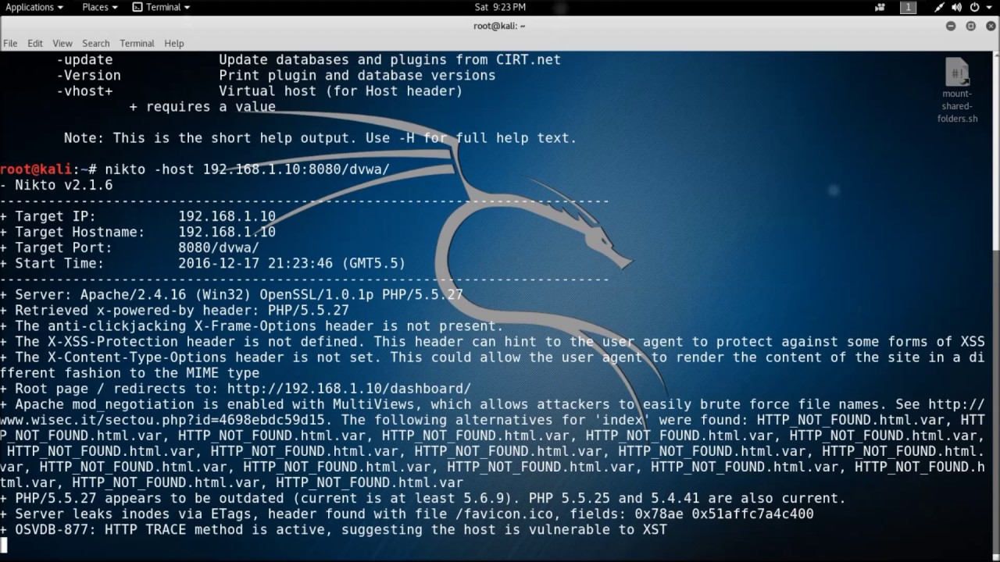 Applications Places Terminal Sat 9:23 PM 1
root@kali: ~
File Edit View Search Terminal Help
-update Update databases and plugins from CIRT.net
-Version Print plugin and database versions
-vhost+ Virtual host (for Host header)
+ requires a value
Note: This is the short help output. Use -H for full help text.
root@kali:~# nikto -host 192.168.1.10:8080/dvwa/
- Nikto v2.1.6
---------------------------------------------------------------------------
+ Target IP: 192.168.1.10
+ Target Hostname: 192.168.1.10
+ Target Port: 8080/dvwa/
+ Start Time: 2016-12-17 21:23:46 (GMT5.5)
---------------------------------------------------------------------------
+ Server: Apache/2.4.16 (Win32) OpenSSL/1.0.1p PHP/5.5.27
+ Retrieved x-powered-by header: PHP/5.5.27
+ The anti-clickjacking X-Frame-Options header is not present.
+ The X-XSS-Protection header is not defined. This header can hint to the user agent to protect against some forms of XSS
+ The X-Content-Type-Options header is not set. This could allow the user agent to render the content of the site in a di
fferent fashion to the MIME type
+ Root page / redirects to: http://192.168.1.10/dashboard/
+ Apache mod_negotiation is enabled with MultiViews, which allows attackers to easily brute force file names. See http://
www.wisec.it/sectou.php?id=4698ebdc59d15. The following alternatives for 'index' were found: HTTP_NOT_FOUND.html.var, HTT
P_NOT_FOUND.html.var, HTTP_NOT_FOUND.html.var, HTTP_NOT_FOUND.html.var, HTTP_NOT_FOUND.html.var, HTTP_NOT_FOUND.html.var,
 HTTP_NOT_FOUND.html.var, HTTP_NOT_FOUND.html.var, HTTP_NOT_FOUND.html.var, HTTP_NOT_FOUND.html.var, HTTP_NOT_FOUND.html.
var, HTTP_NOT_FOUND.html.var, HTTP_NOT_FOUND.html.var, HTTP_NOT_FOUND.html.var, HTTP_NOT_FOUND.html.var, HTTP_NOT_FOUND.h
tml.var, HTTP_NOT_FOUND.html.var, HTTP_NOT_FOUND.html.var
+ PHP/5.5.27 appears to be outdated (current is at least 5.6.9). PHP 5.5.25 and 5.4.41 are also current.
+ Server leaks inodes via ETags, header found with file /favicon.ico, fields: 0x78ae 0x51affc7a4c400
+ OSVDB-877: HTTP TRACE method is active, suggesting the host is vulnerable to XST
#!
mount-
shared-
folders.sh